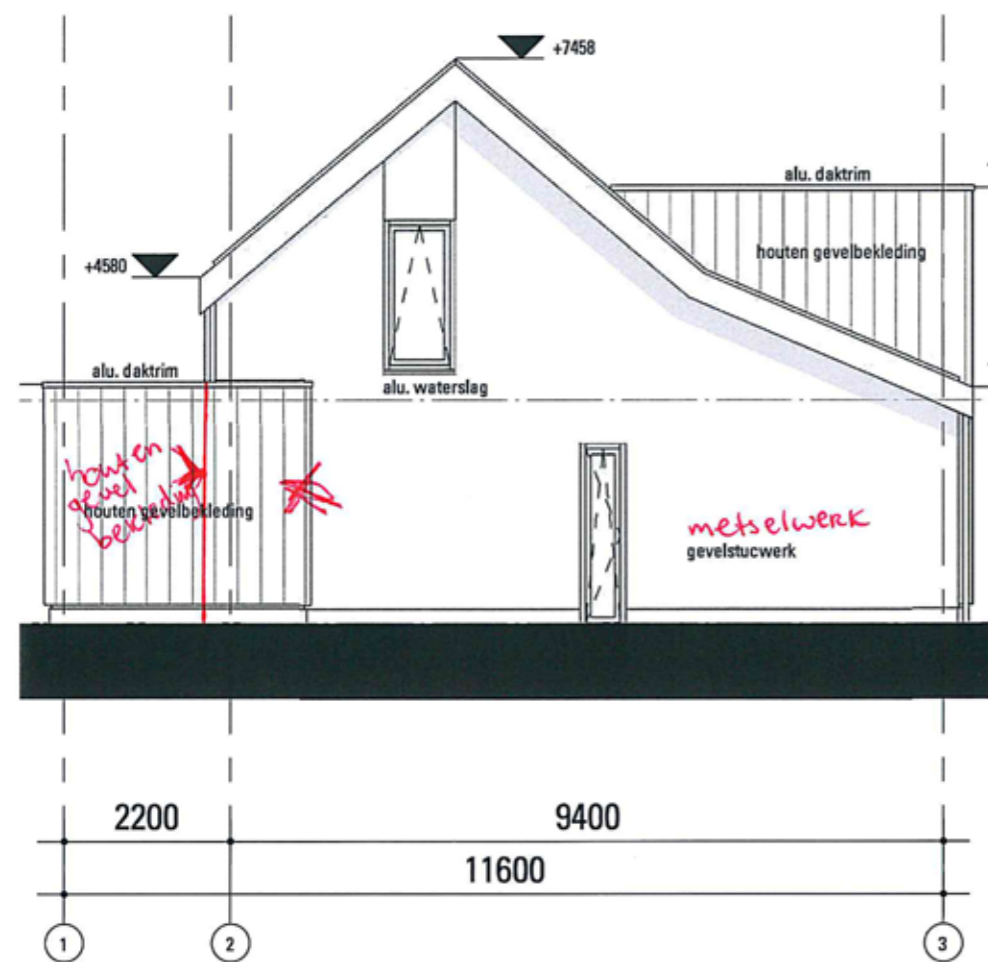 +7458
alu. daktrim
houten gevelbekleding
+4580
alu. daktrim
alu. waterslag
houten
gevel
bekleding
houten gevelbekleding
metselwerk
gevelstucwerk
2200
9400
11600
1
2
3